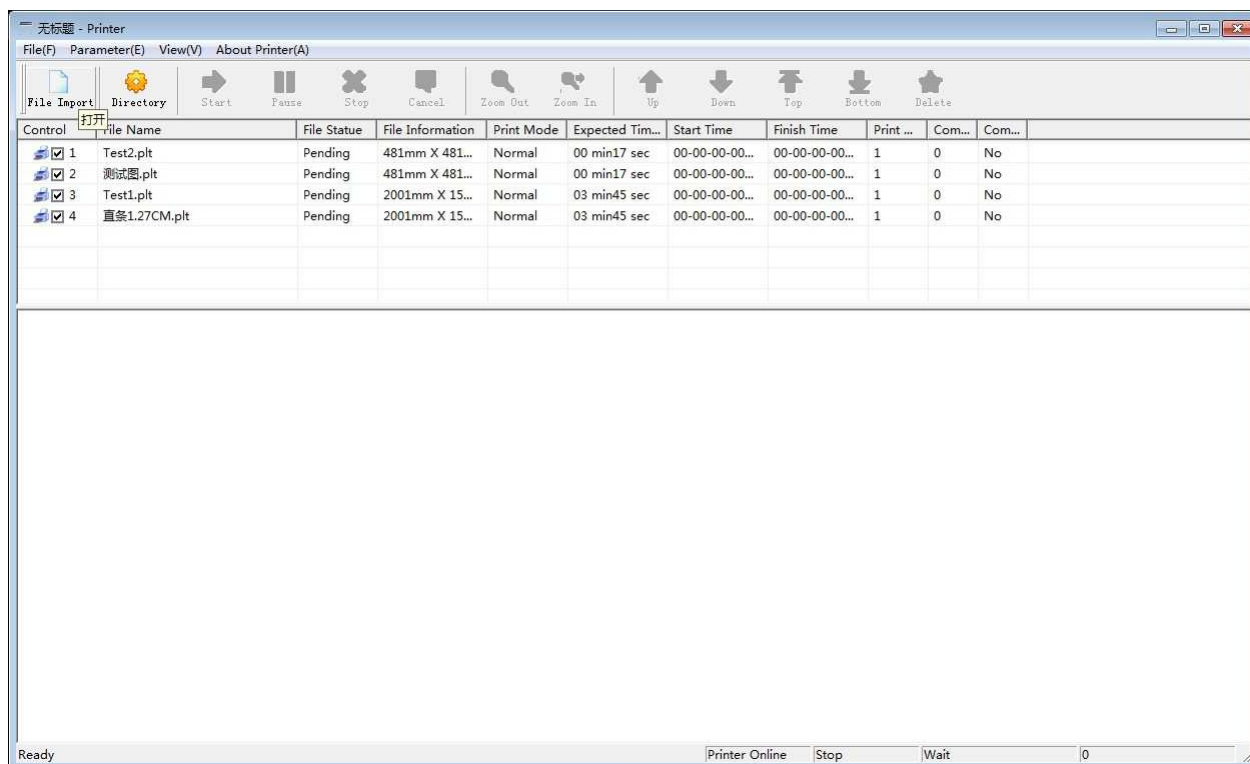 无标题 - Printer
File(F) Parameter(E) View(V) About Printer(A)
File Import Directory Start Pause Stop Cancel Zoom Out Zoom In Up Down Top Bottom Delete
打开
Control File Name File Statue File Information Print Mode Expected Tim... Start Time Finish Time Print ... Com... Com...
1 Test2.plt Pending 481mm X 481... Normal 00 min17 sec 00-00-00-00... 00-00-00-00... 1 0 No
2 测试图.plt Pending 481mm X 481... Normal 00 min17 sec 00-00-00-00... 00-00-00-00... 1 0 No
3 Test1.plt Pending 2001mm X 15... Normal 03 min45 sec 00-00-00-00... 00-00-00-00... 1 0 No
4 直条1.27CM.plt Pending 2001mm X 15... Normal 03 min45 sec 00-00-00-00... 00-00-00-00... 1 0 No
Ready Printer Online Stop Wait 0